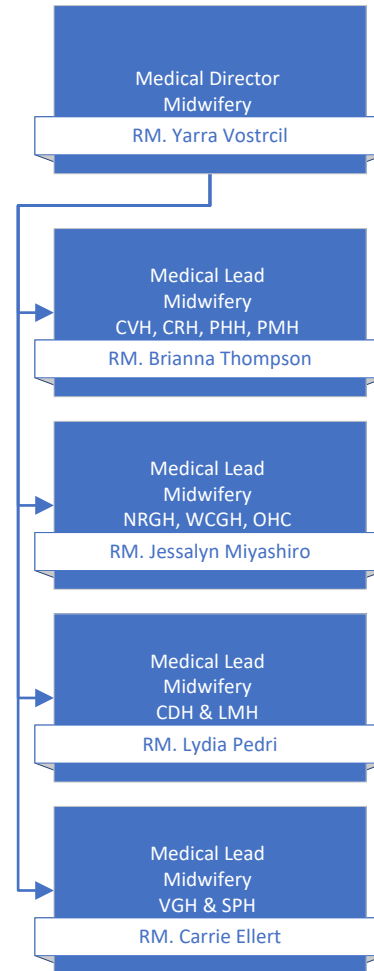 Medical Director
Midwifery
RM. Yarra Vostrcil
Medical Lead
Midwifery
CVH, CRH, PHH, PMH
RM. Brianna Thompson
Medical Lead
Midwifery
NRGH, WCGH, OHC
RM. Jessalyn Miyashiro
Medical Lead
Midwifery
CDH & LMH
RM. Lydia Pedri
Medical Lead
Midwifery
VGH & SPH
RM. Carrie Ellert